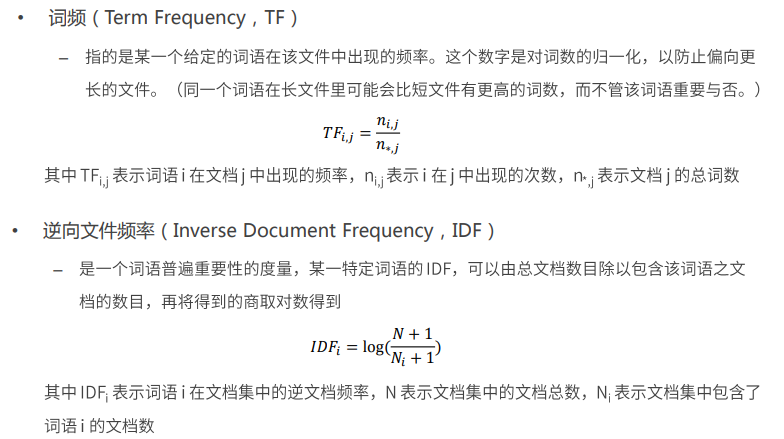 • 词频（Term Frequency，TF）
– 指的是某一个给定的词语在该文件中出现的频率。这个数字是对词数的归一化，以防止偏向更
长的文件。（同一个词语在长文件里可能会比短文件有更高的词数，而不管该词语重要与否。）
TF_{i,j} = \frac{n_{i,j}}{n_{*,j}}
其中 TF_{i,j} 表示词语 i 在文档 j 中出现的频率，n_{i,j} 表示 i 在 j 中出现的次数，n_{*,j} 表示文档 j 的总词数
• 逆向文件频率（Inverse Document Frequency，IDF）
– 是一个词语普遍重要性的度量，某一特定词语的 IDF，可以由总文档数目除以包含该词语之文
档的数目，再将得到的商取对数得到
IDF_i = \log(\frac{N + 1}{N_i + 1})
其中 IDF_i 表示词语 i 在文档集中的逆文档频率，N 表示文档集中的文档总数，N_i 表示文档集中包含了
词语 i 的文档数